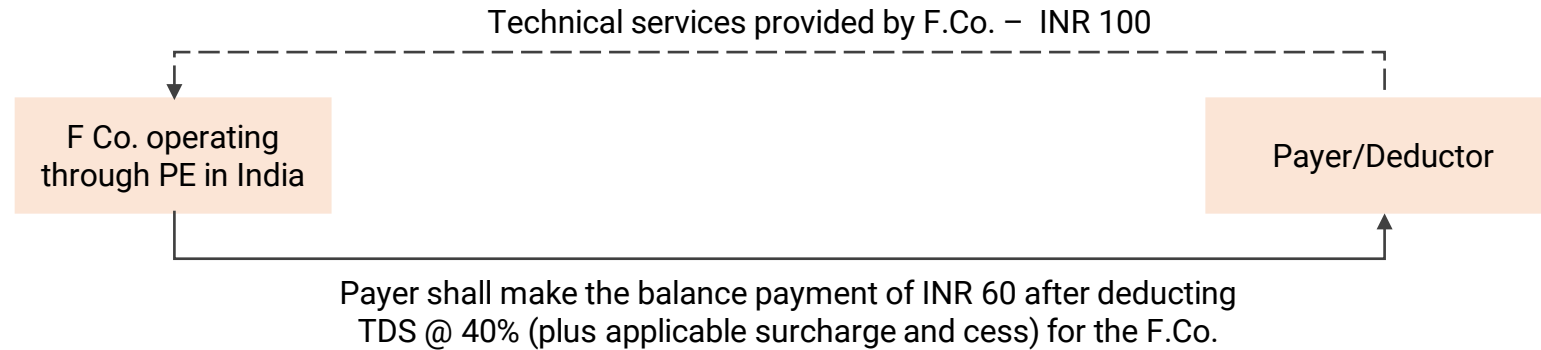 Technical services provided by F.Co. – INR 100
F Co. operating
through PE in India
Payer/Deductor
Payer shall make the balance payment of INR 60 after deducting
TDS @ 40% (plus applicable surcharge and cess) for the F.Co.